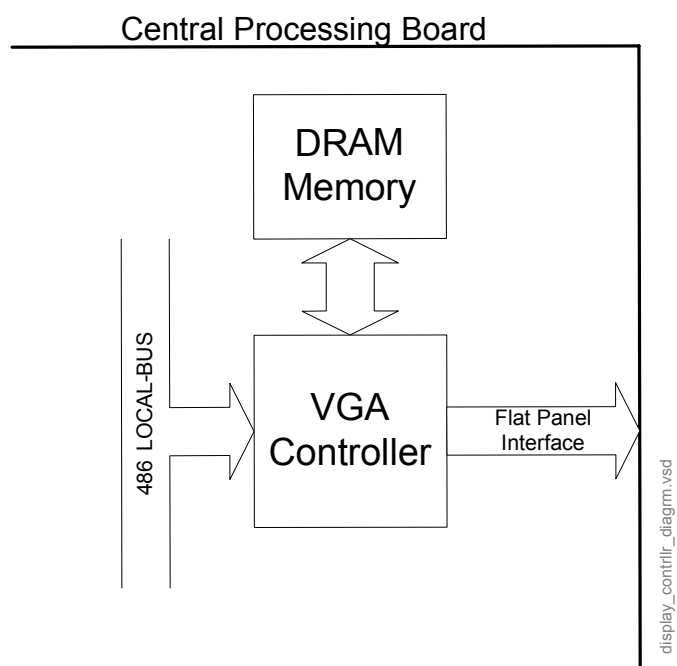 Central Processing Board
DRAM
Memory
486 LOCAL-BUS
VGA
Controller
Flat Panel
Interface
display_contrllr_diagrm.vsd